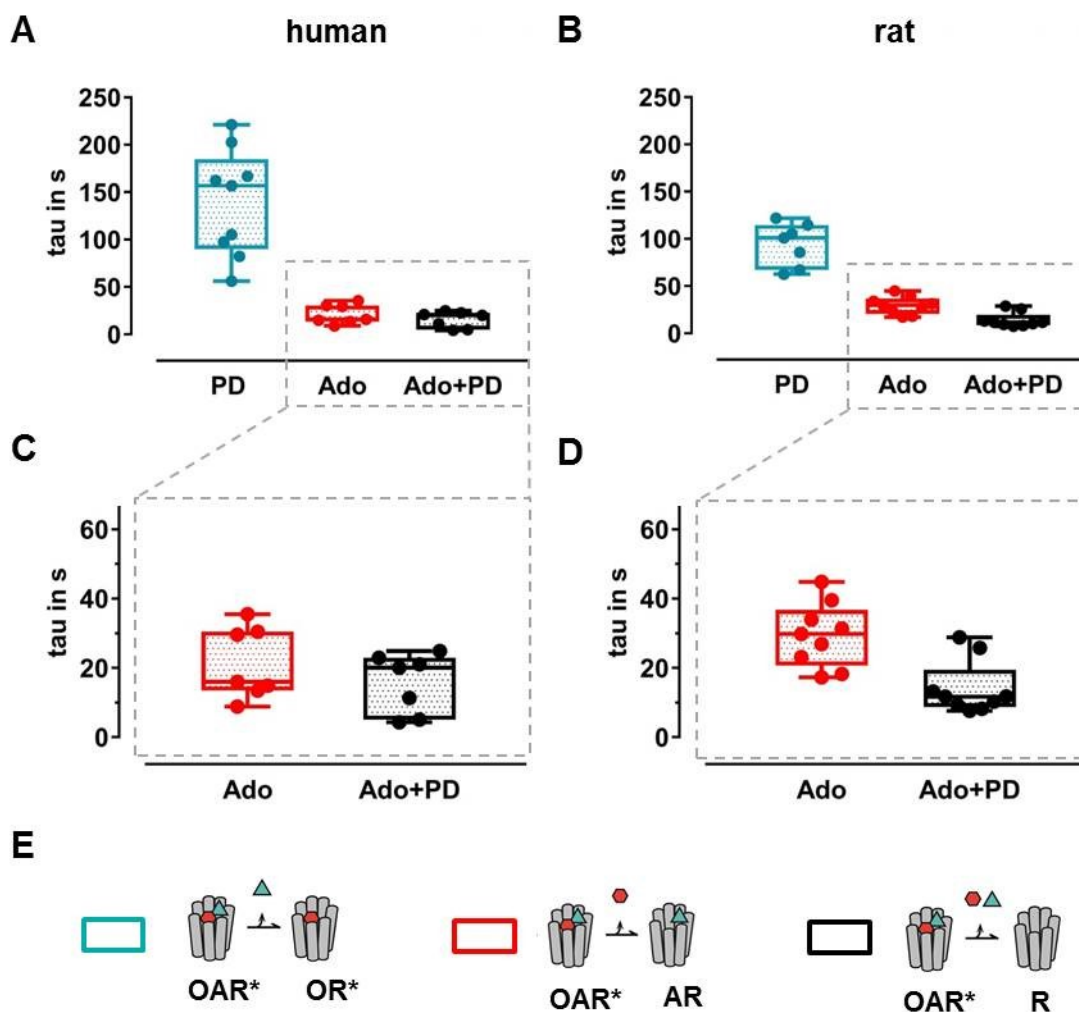 A human B rat
250
200
150
100
50
0
tau in s
PD Ado Ado+PD
250
200
150
100
50
0
tau in s
PD Ado Ado+PD
C
60
40
20
0
tau in s
Ado Ado+PD
D
60
40
20
0
tau in s
Ado Ado+PD
E
OAR* OR* OAR* AR OAR* R